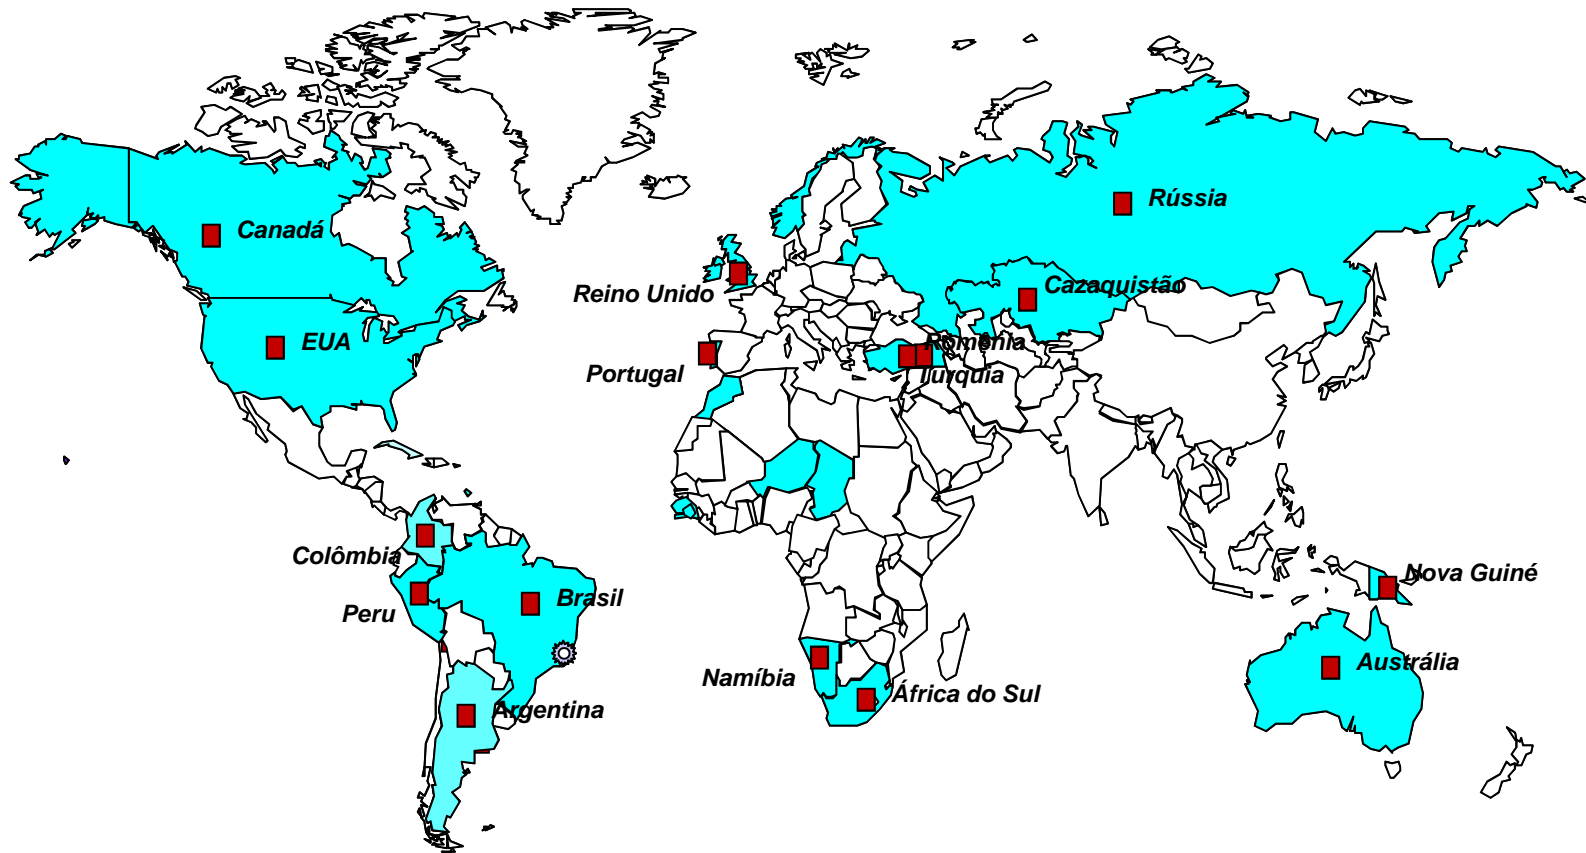 Rússia
Canadá
Cazaquistão
Reino Unido
EUA
Romênia
Portugal
Turquia
Colômbia
Nova Guiné
Brasil
Peru
Austrália
Namíbia
África do Sul
Argentina